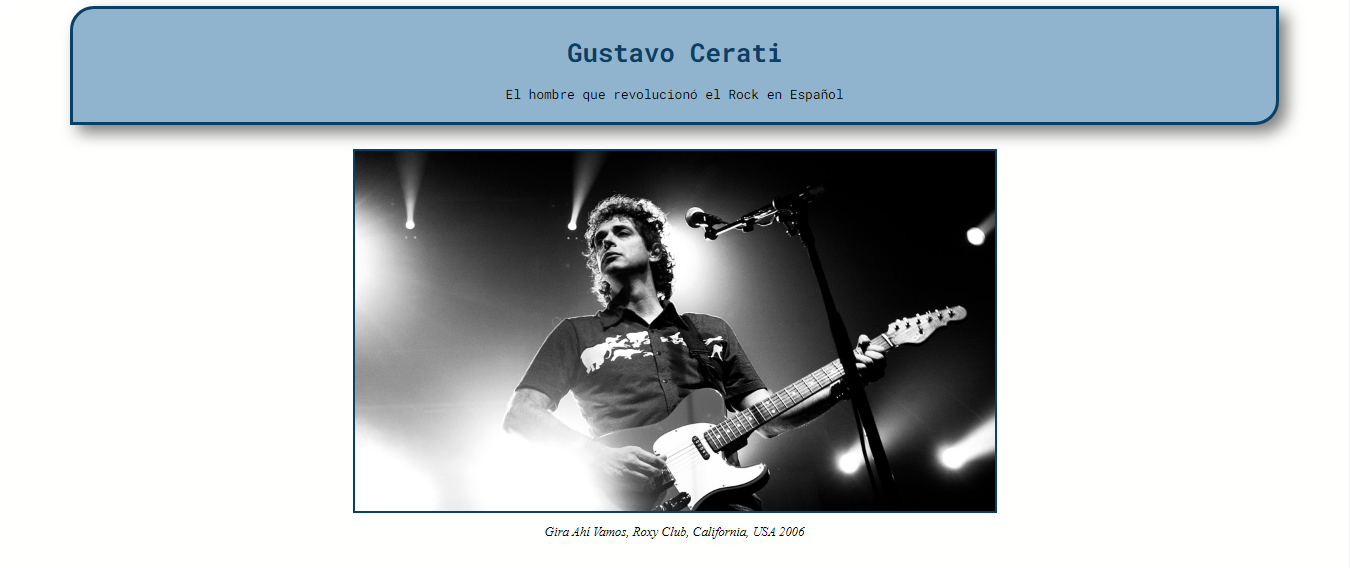 Gustavo Cerati
El hombre que revolucionó el Rock en Español
Gira Ahí Vamos, Roxy Club, California, USA 2006